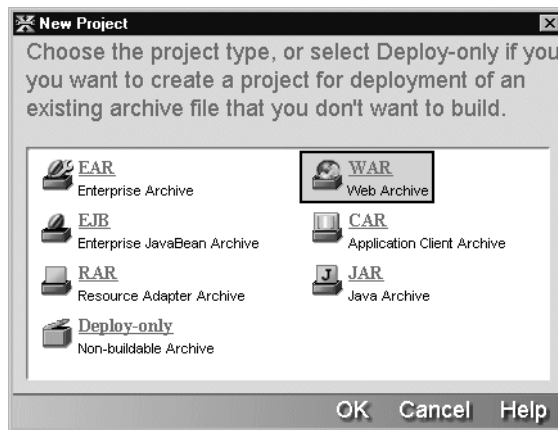 New Project
Choose the project type, or select Deploy-only if you
you want to create a project for deployment of an
existing archive file that you don't want to build.
EAR
Enterprise Archive
WAR
Web Archive
EJB
Enterprise JavaBean Archive
CAR
Application Client Archive
RAR
Resource Adapter Archive
JAR
Java Archive
Deploy-only
Non-buildable Archive
OK Cancel Help